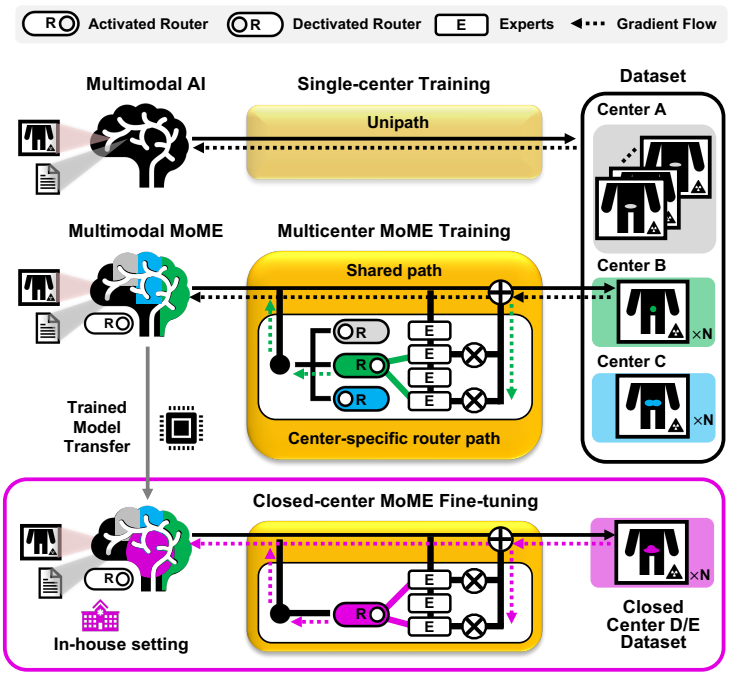 R Activated Router
R Dectivated Router
E Experts
Gradient Flow
Multimodal AI
Single-center Training
Dataset
Unipath
Center A
Multimodal MoME
Multicenter MoME Training
Shared path
Center B
R
R
R
R
E
E
E
E
×N
Center C
×N
Center-specific router path
Trained
Model
Transfer
Closed-center MoME Fine-tuning
R
R
E
E
E
×N
In-house setting
Closed
Center D/E
Dataset